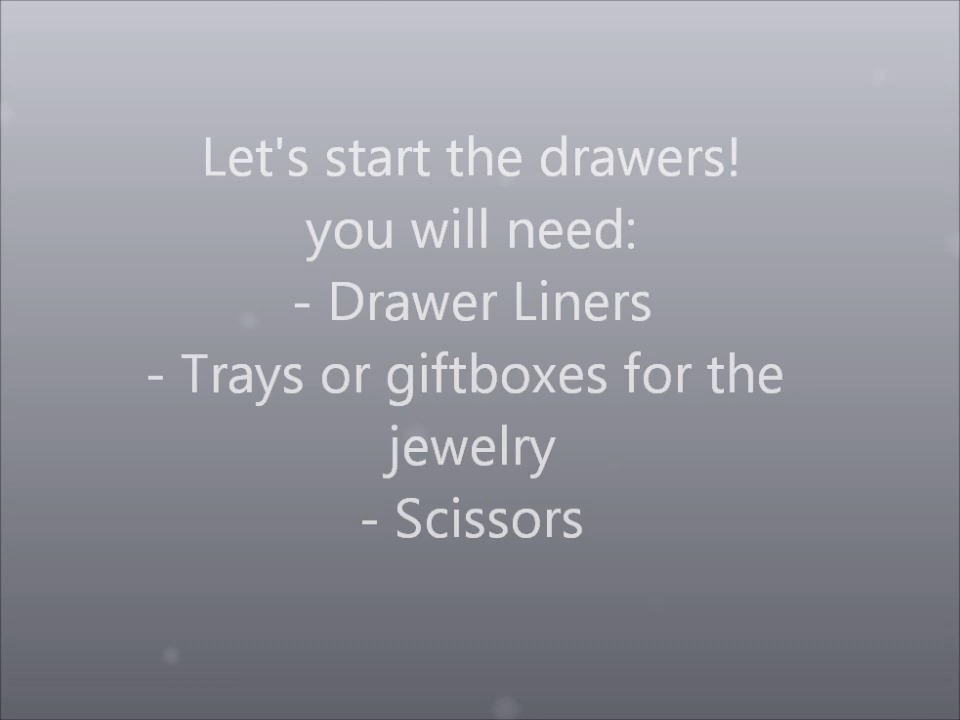 Let's start the drawers!
you will need:
- Drawer Liners
- Trays or giftboxes for the
jewelry
- Scissors